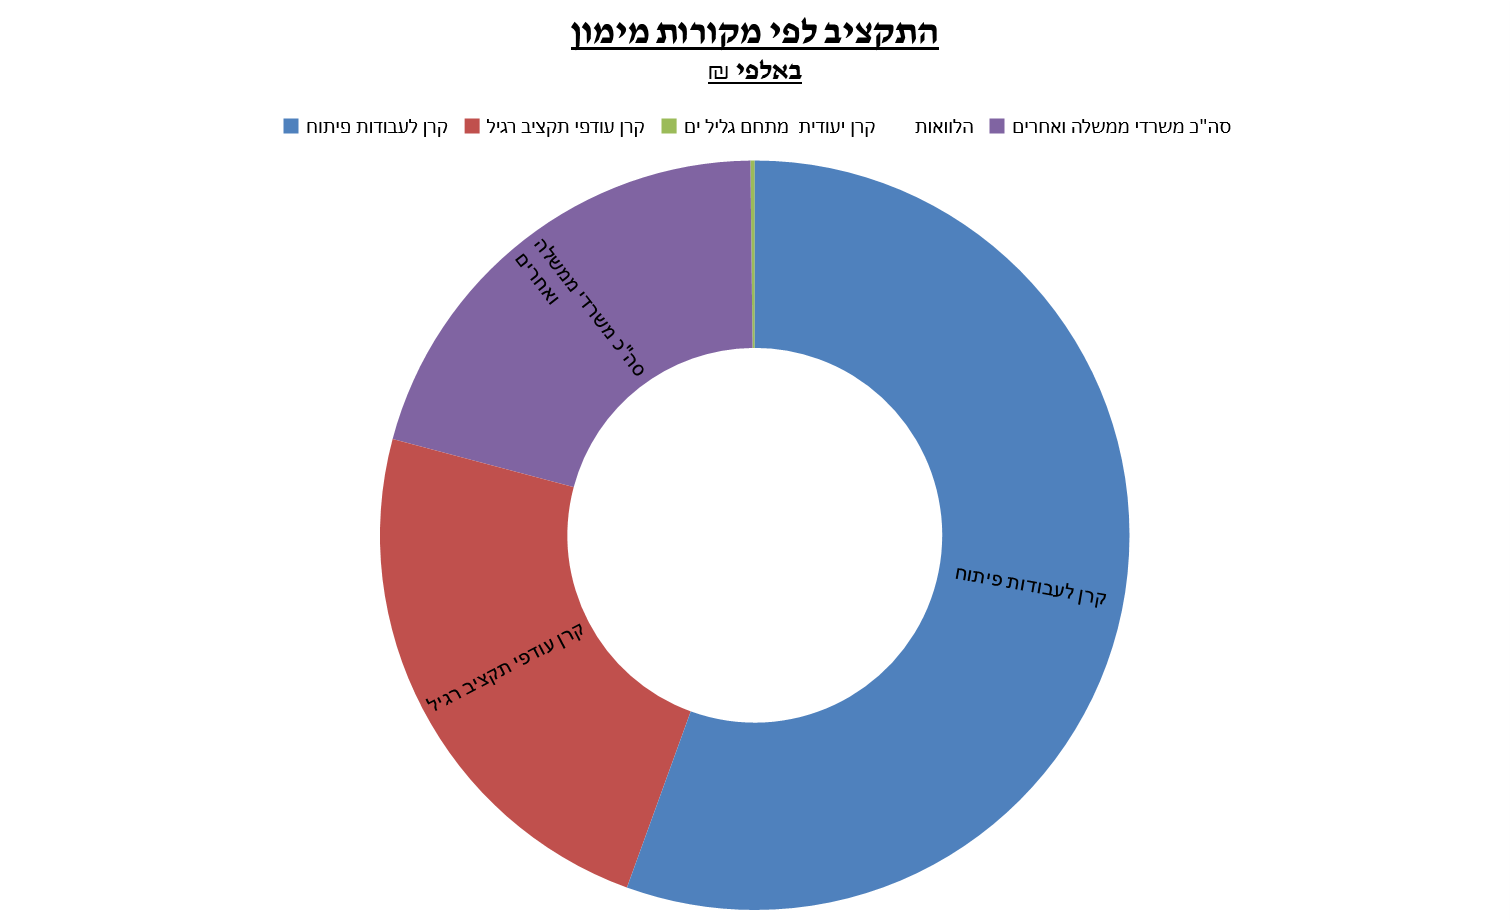 התקציב לפי מקורות מימון
באלפי ₪
קרן לעבודות פיתוח קרן עודפי תקציב רגיל קרן יעודית מתחם גליל ים הלוואות סה"כ משרדי ממשלה ואחרים
סה"כ משרדי ממשלה
ואחרים
קרן לעבודות פיתוח
קרן עודפי תקציב רגיל